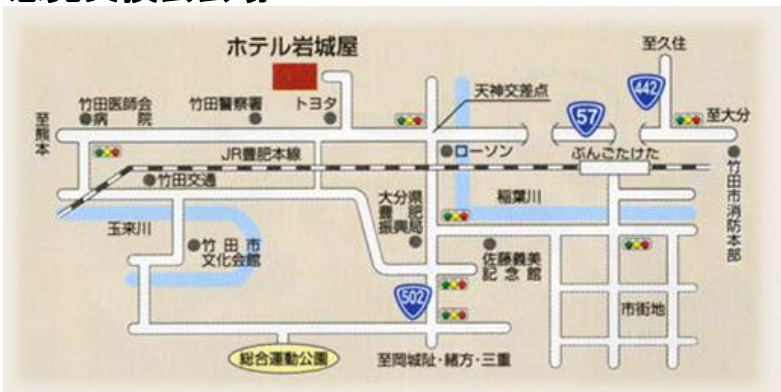 ホテル岩城屋
至久住
天神交差点
442
竹田医師会
病院
竹田警察署
トヨタ
57
至大分
至熊本
JR豊肥本線
ローソン
ぶんごたけた
竹田交通
大分県
豊肥
振興局
稲葉川
竹田市消防本部
玉来川
竹田市
文化会館
佐藤義美
記念館
502
市街地
総合運動公園
至岡城阯・緒方・三重